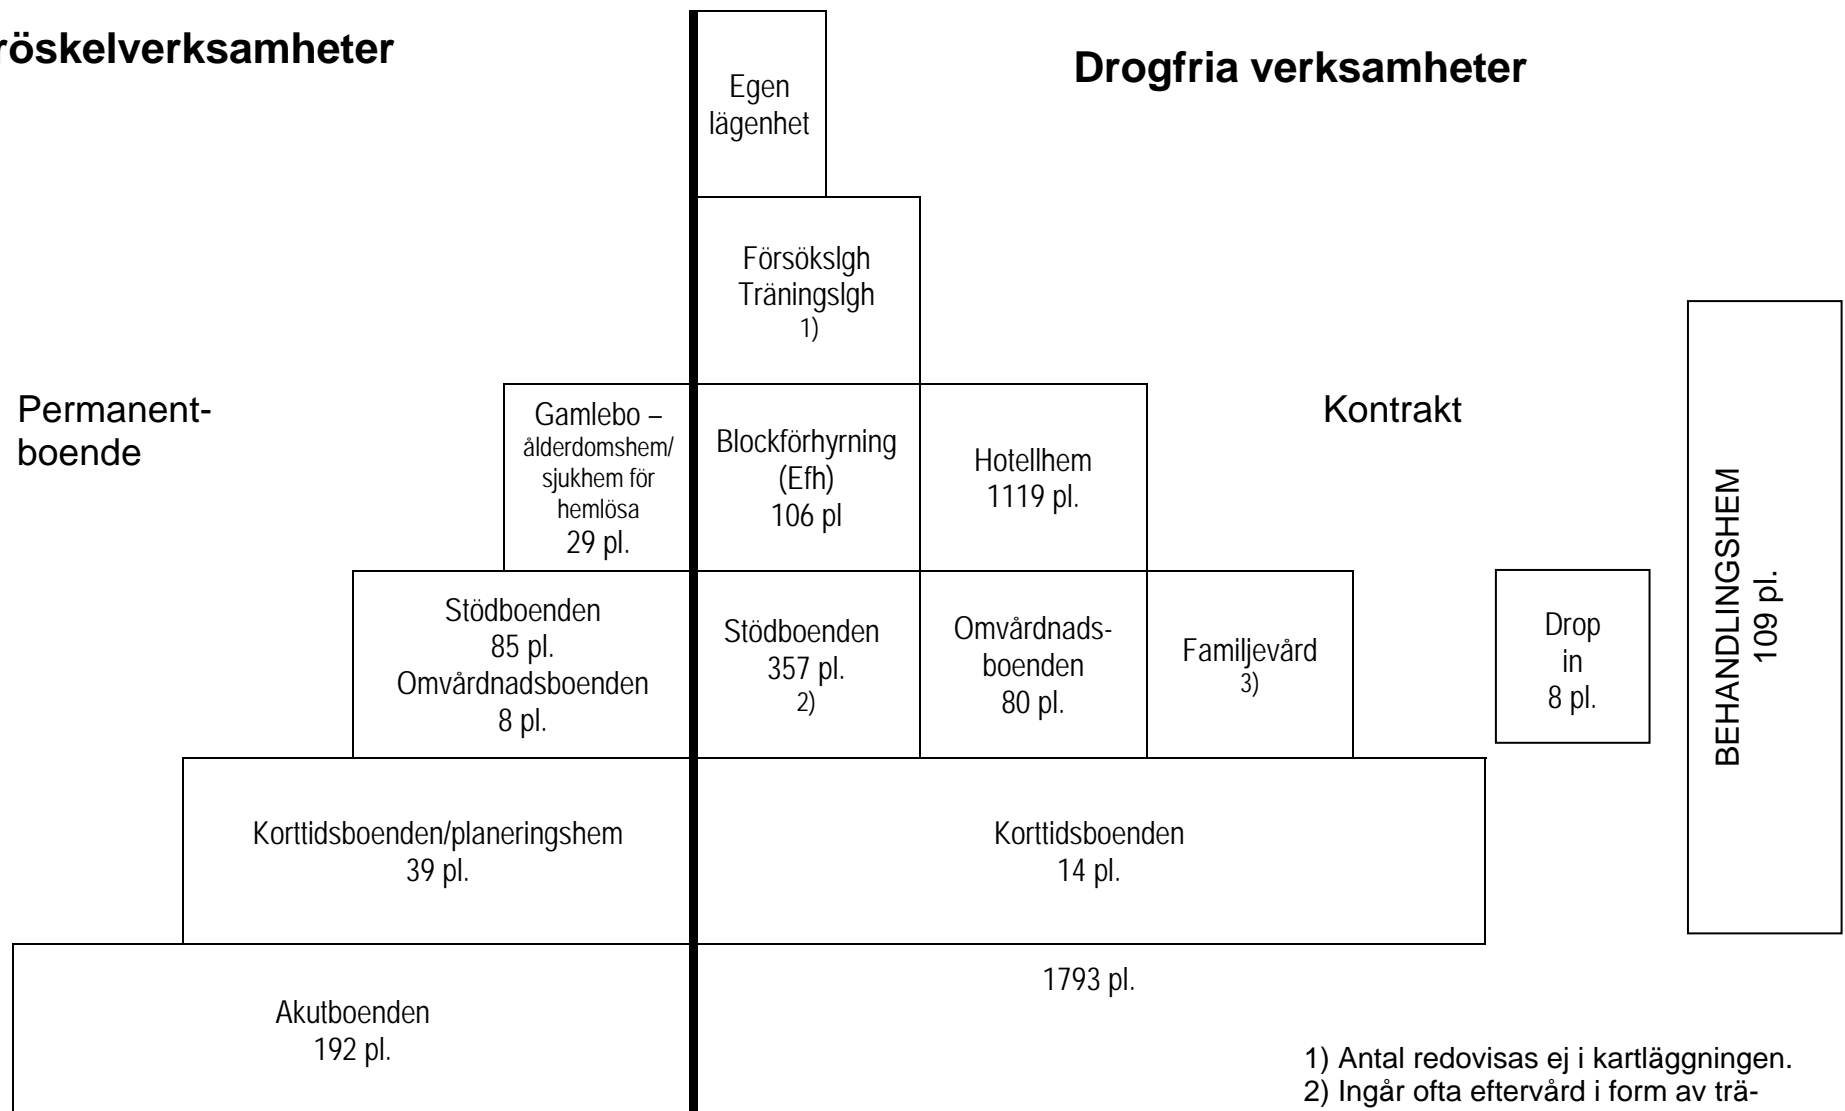 röskelverksamheter
Drogfria verksamheter
Egen
lägenhet
Försökslgh
Träningslgh
1)
Permanent-
boende
Gamlebo –
ålderdomshem/
sjukhem för
hemlösa
29 pl.
Blockförhyrning
(Efh)
106 pl
Hotellhem
1119 pl.
Kontrakt
Stödboenden
85 pl.
Omvårdnadsboenden
8 pl.
Stödboenden
357 pl.
2)
Omvårdnads-
boenden
80 pl.
Familjevård
3)
Drop
in
8 pl.
BEHANDLINGSHEM
109 pl.
Korttidsboenden/planeringshem
39 pl.
Korttidsboenden
14 pl.
Akutboenden
192 pl.
1793 pl.
1) Antal redovisas ej i kartläggningen.
2) Ingår ofta eftervård i form av trä-